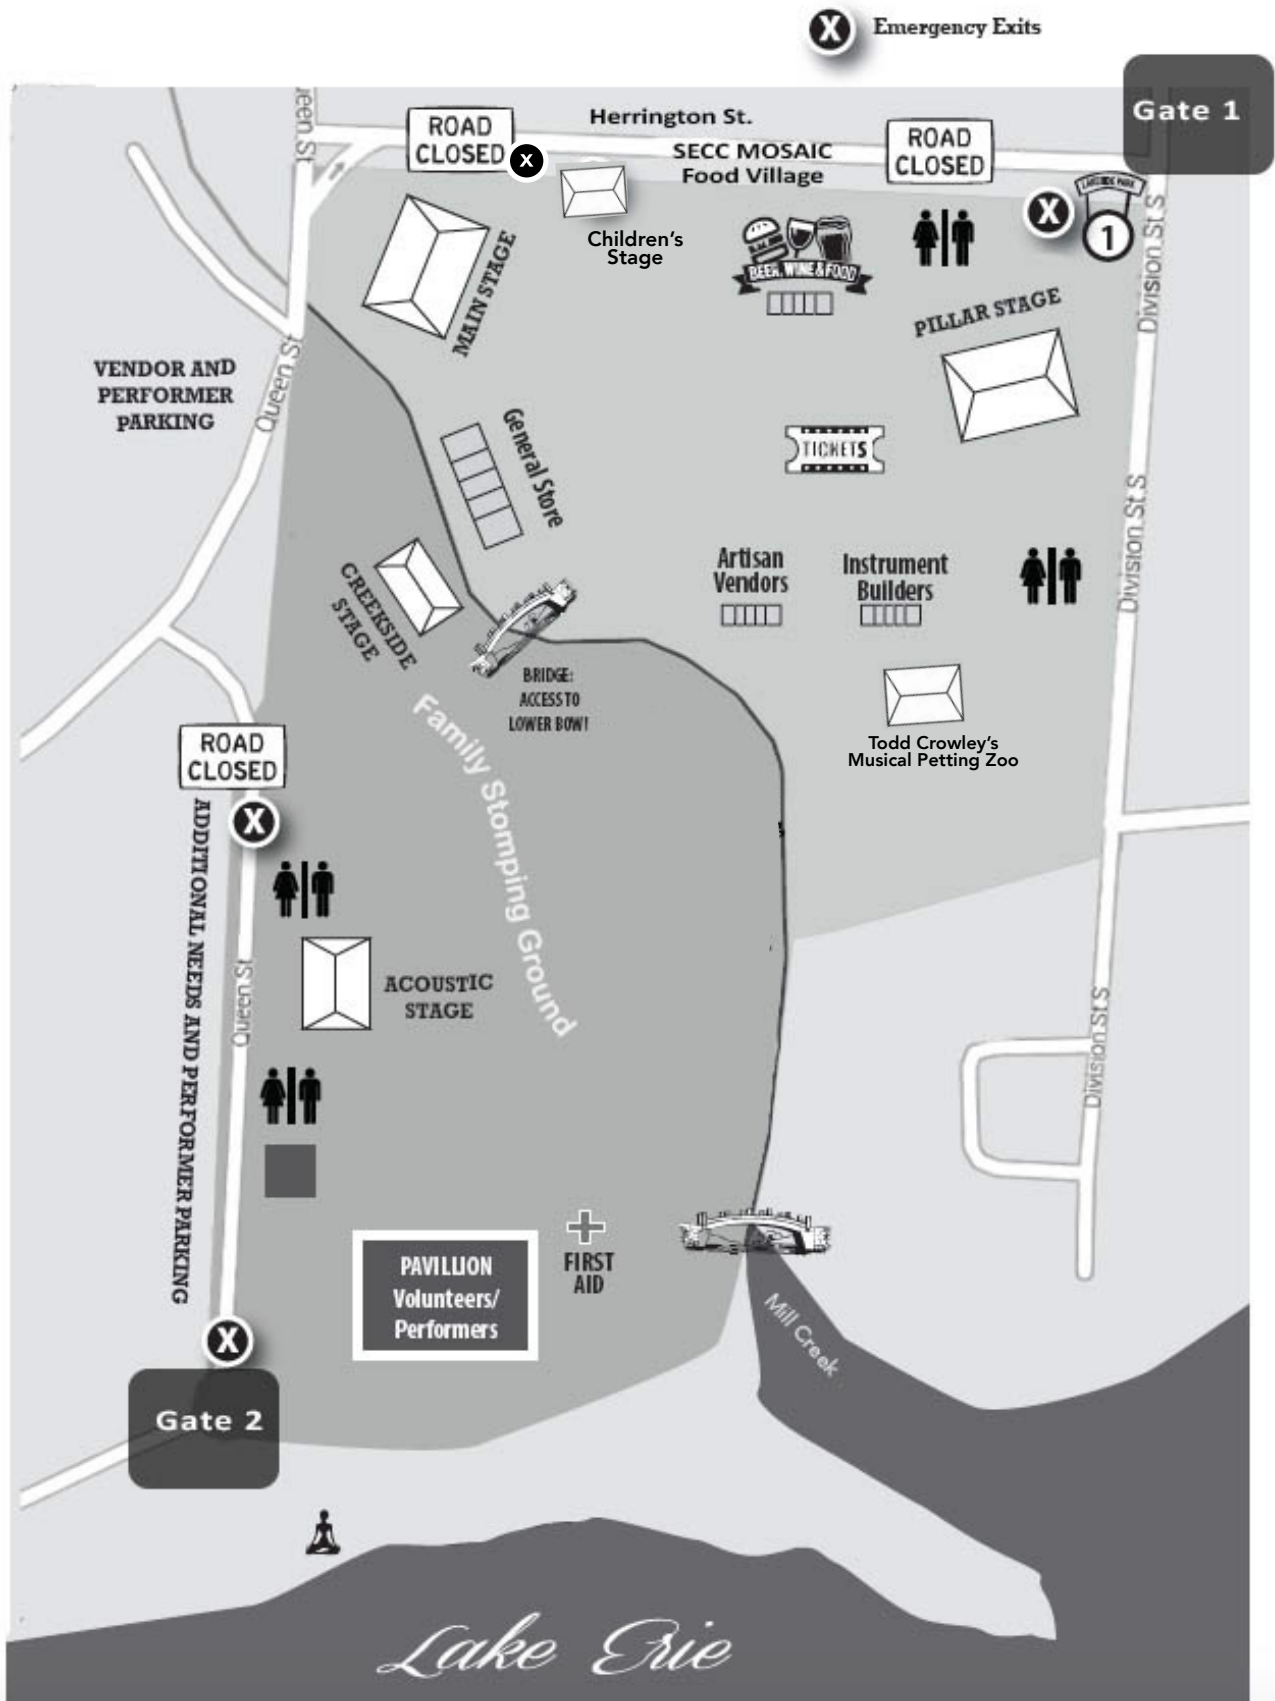 X Emergency Exits
Gate 1
Queen St
ROAD
CLOSED
X
Herrington St.
SECC MOSAIC
Food Village
ROAD
CLOSED
LAKESIDE PARK
X
1
Children's
Stage
BEER, WINE & FOOD
MAIN STAGE
PILLAR STAGE
Division St S
VENDOR AND
PERFORMER
PARKING
Queen St
General Store
TICKETS
Division St S
Artisan
Vendors
Instrument
Builders
CREEKSIDE
STAGE
BRIDGE:
ACCESS TO
LOWER BOWL
Todd Crowley's
Musical Petting Zoo
Family Stomping Ground
ROAD
CLOSED
X
ADDITIONAL NEEDS AND PERFORMER PARKING
Queen St
ACOUSTIC
STAGE
Division St S
PAVILLION
Volunteers/
Performers
FIRST
AID
Mill Creek
X
Gate 2
Lake Erie